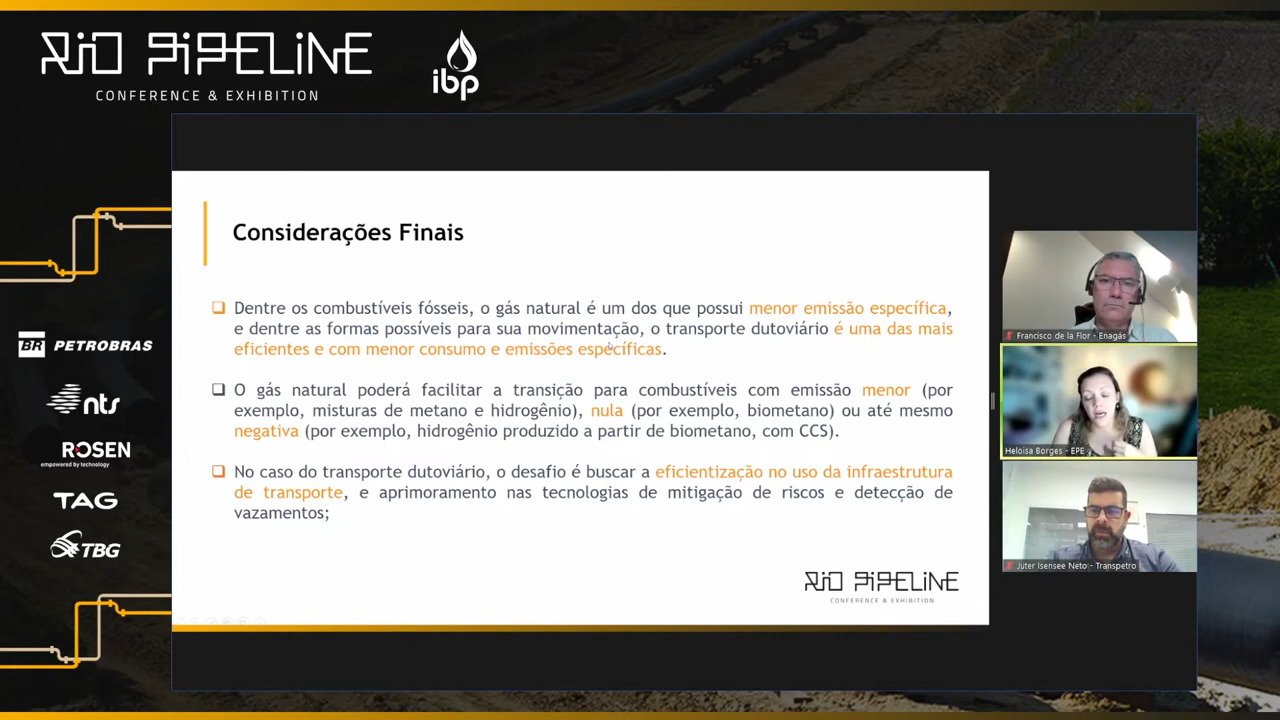 RIO PIPELINE
CONFERENCE & EXHIBITION
ibp
BR PETROBRAS
nts
ROSEN
empowered by technology
TAG
TBG
Considerações Finais
Dentre os combustíveis fósseis, o gás natural é um dos que possui menor emissão específica,
e dentre as formas possíveis para sua movimentação, o transporte dutoviário é uma das mais
eficientes e com menor consumo e emissões específicas.
O gás natural poderá facilitar a transição para combustíveis com emissão menor (por
exemplo, misturas de metano e hidrogênio), nula (por exemplo, biometano) ou até mesmo
negativa (por exemplo, hidrogênio produzido a partir de biometano, com CCS).
No caso do transporte dutoviário, o desafio é buscar a eficientização no uso da infraestrutura
de transporte, e aprimoramento nas tecnologias de mitigação de riscos e detecção de
vazamentos;
RIO PIPELINE
CONFERENCE & EXHIBITION
Francisco de la Flor - Enagás
Heloisa Borges - EPE
Juter Isensee Neto - Transpetro